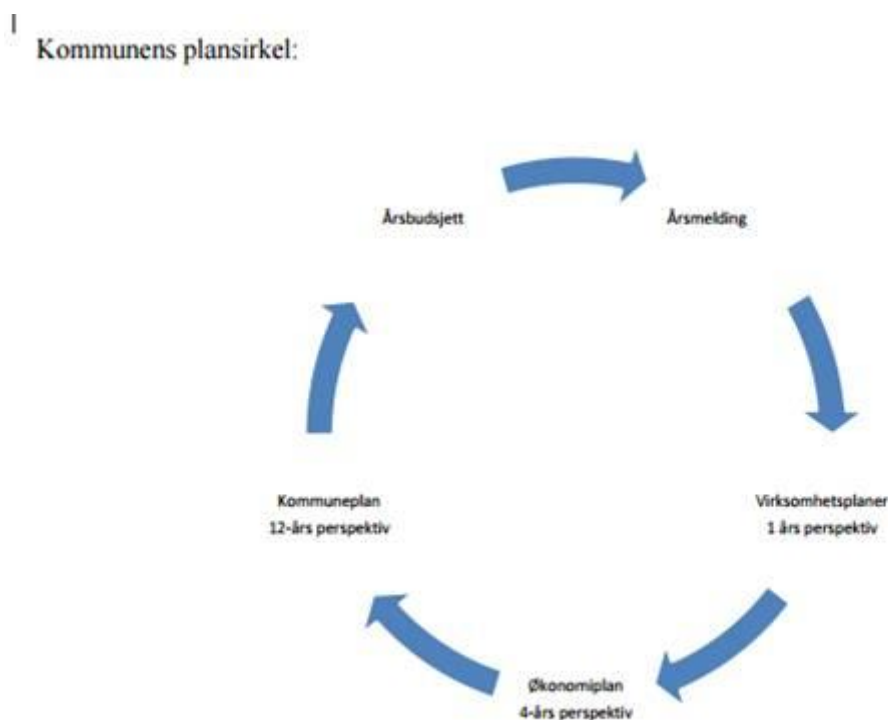 Kommunens plansirkel:
Årsbudsjett
Årsmelding
Kommuneplan
12-års perspektiv
Virksomhetsplaner
1 års perspektiv
Økonomiplan
4-års perspektiv